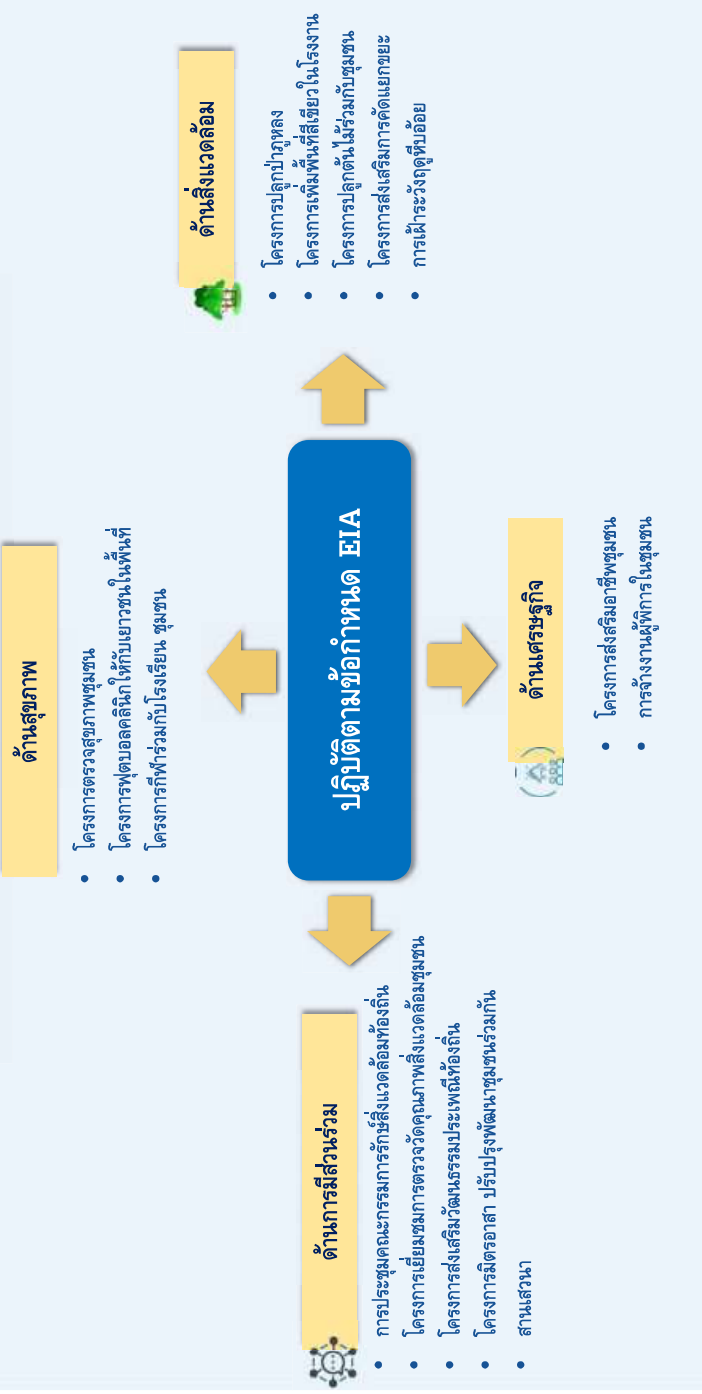 ด้านสุขภาพ
• โครงการตรวจสุขภาพชุมชน
• โครงการฟุตบอลคลินิกให้กับเยาวชนในพื้นที่
• โครงการกีฬาร่วมกับโรงเรียน ชุมชน
ด้านการมีส่วนร่วม
• การประชุมคณะกรรมการรักษ์สิ่งแวดล้อมท้องถิ่น
• โครงการเยี่ยมชมการตรวจวัดคุณภาพสิ่งแวดล้อมชุมชน
• โครงการส่งเสริมวัฒนธรรมประเพณีท้องถิ่น
• โครงการมิตรอาสา ปรับปรุงพัฒนาชุมชนร่วมกัน
• สานเสวนา
ปฏิบัติตามข้อกำหนด EIA
ด้านสิ่งแวดล้อม
• โครงการปลูกป่าภูหลง
• โครงการเพิ่มพื้นที่สีเขียวในโรงงาน
• โครงการปลูกต้นไม้ร่วมกับชุมชน
• โครงการส่งเสริมการคัดแยกขยะ
• การเฝ้าระวังฤดูหีบอ้อย
ด้านเศรษฐกิจ
• โครงการส่งสริมอาชีพชุมชน
• การจ้างงานผู้พิการในชุมชน